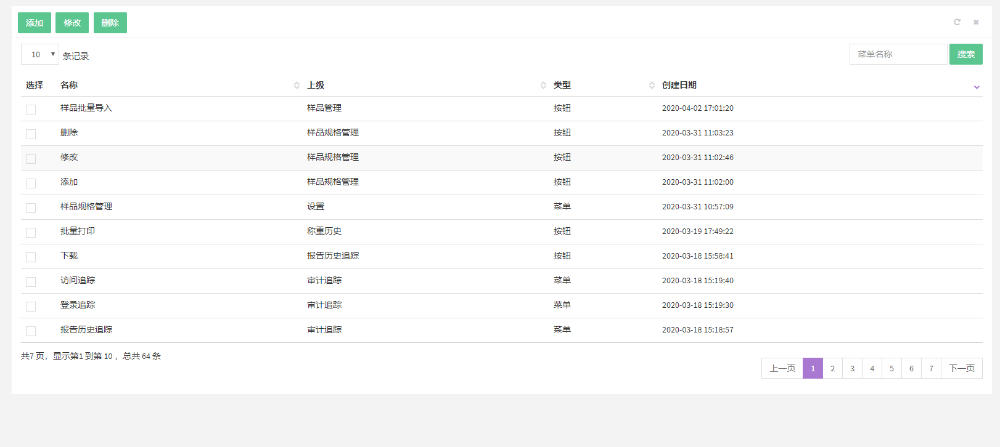 添加 修改 删除
10 条记录 菜单名称 搜索
选择 名称 上级 类型 创建日期
样品批量导入 样品管理 按钮 2020-04-02 17:01:20
删除 样品规格管理 按钮 2020-03-31 11:03:23
修改 样品规格管理 按钮 2020-03-31 11:02:46
添加 样品规格管理 按钮 2020-03-31 11:02:00
样品规格管理 设置 菜单 2020-03-31 10:57:09
批量打印 称重历史 按钮 2020-03-19 17:49:22
下载 报告历史追踪 按钮 2020-03-18 15:58:41
访问追踪 审计追踪 菜单 2020-03-18 15:19:40
登录追踪 审计追踪 菜单 2020-03-18 15:19:30
报告历史追踪 审计追踪 菜单 2020-03-18 15:18:57
共7 页，显示第1 到第 10 ，总共 64 条
上一页 1 2 3 4 5 6 7 下一页